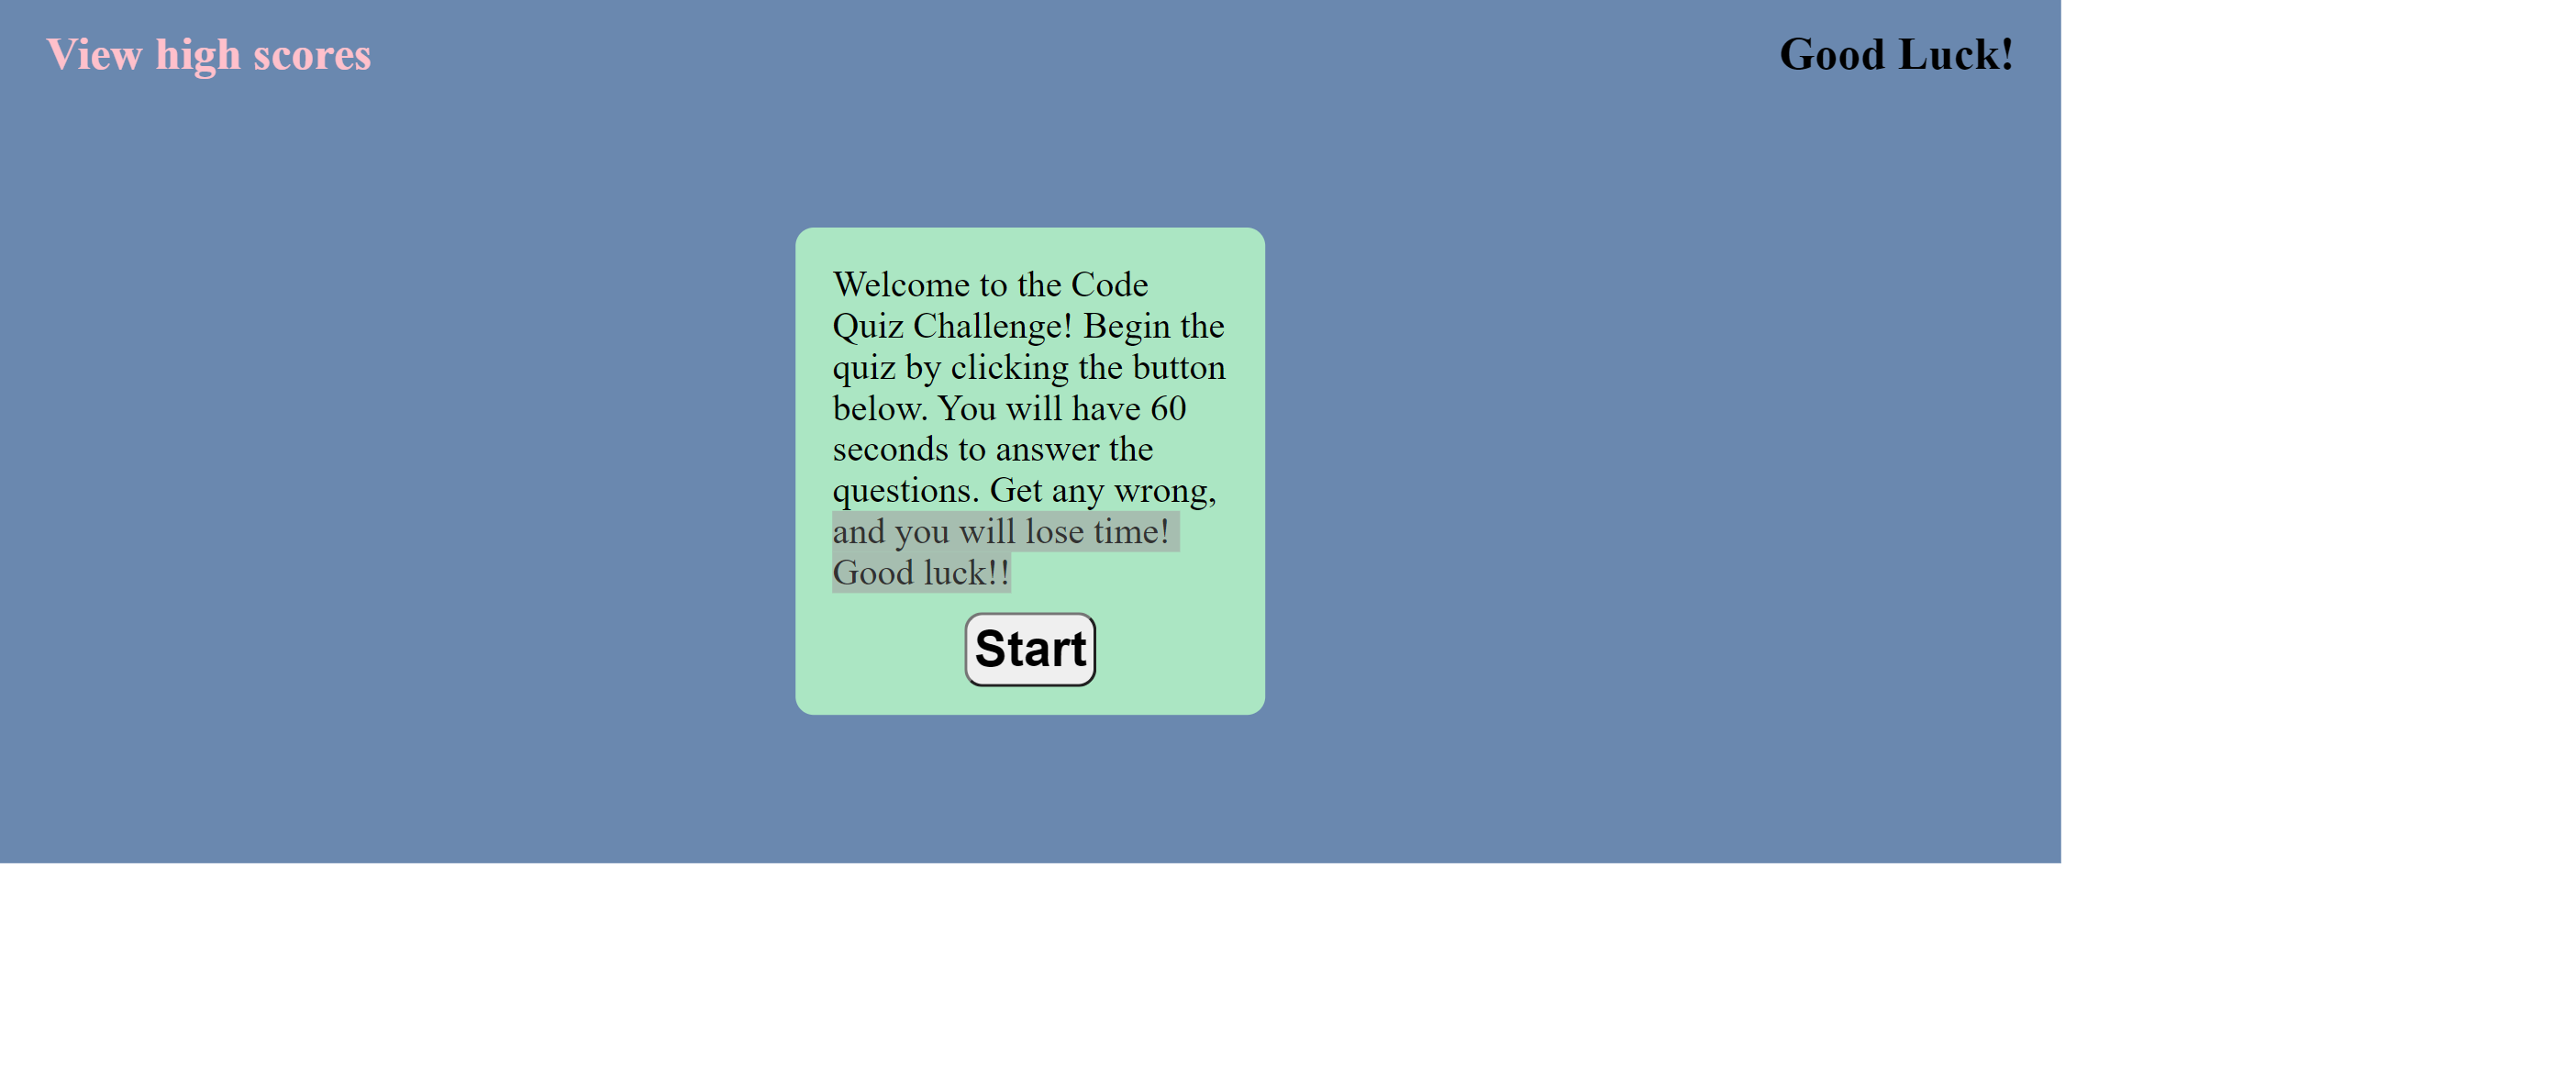 View high scores
Good Luck!
Welcome to the Code
Quiz Challenge! Begin the
quiz by clicking the button
below. You will have 60
seconds to answer the
questions. Get any wrong,
and you will lose time!
Good luck!!
Start